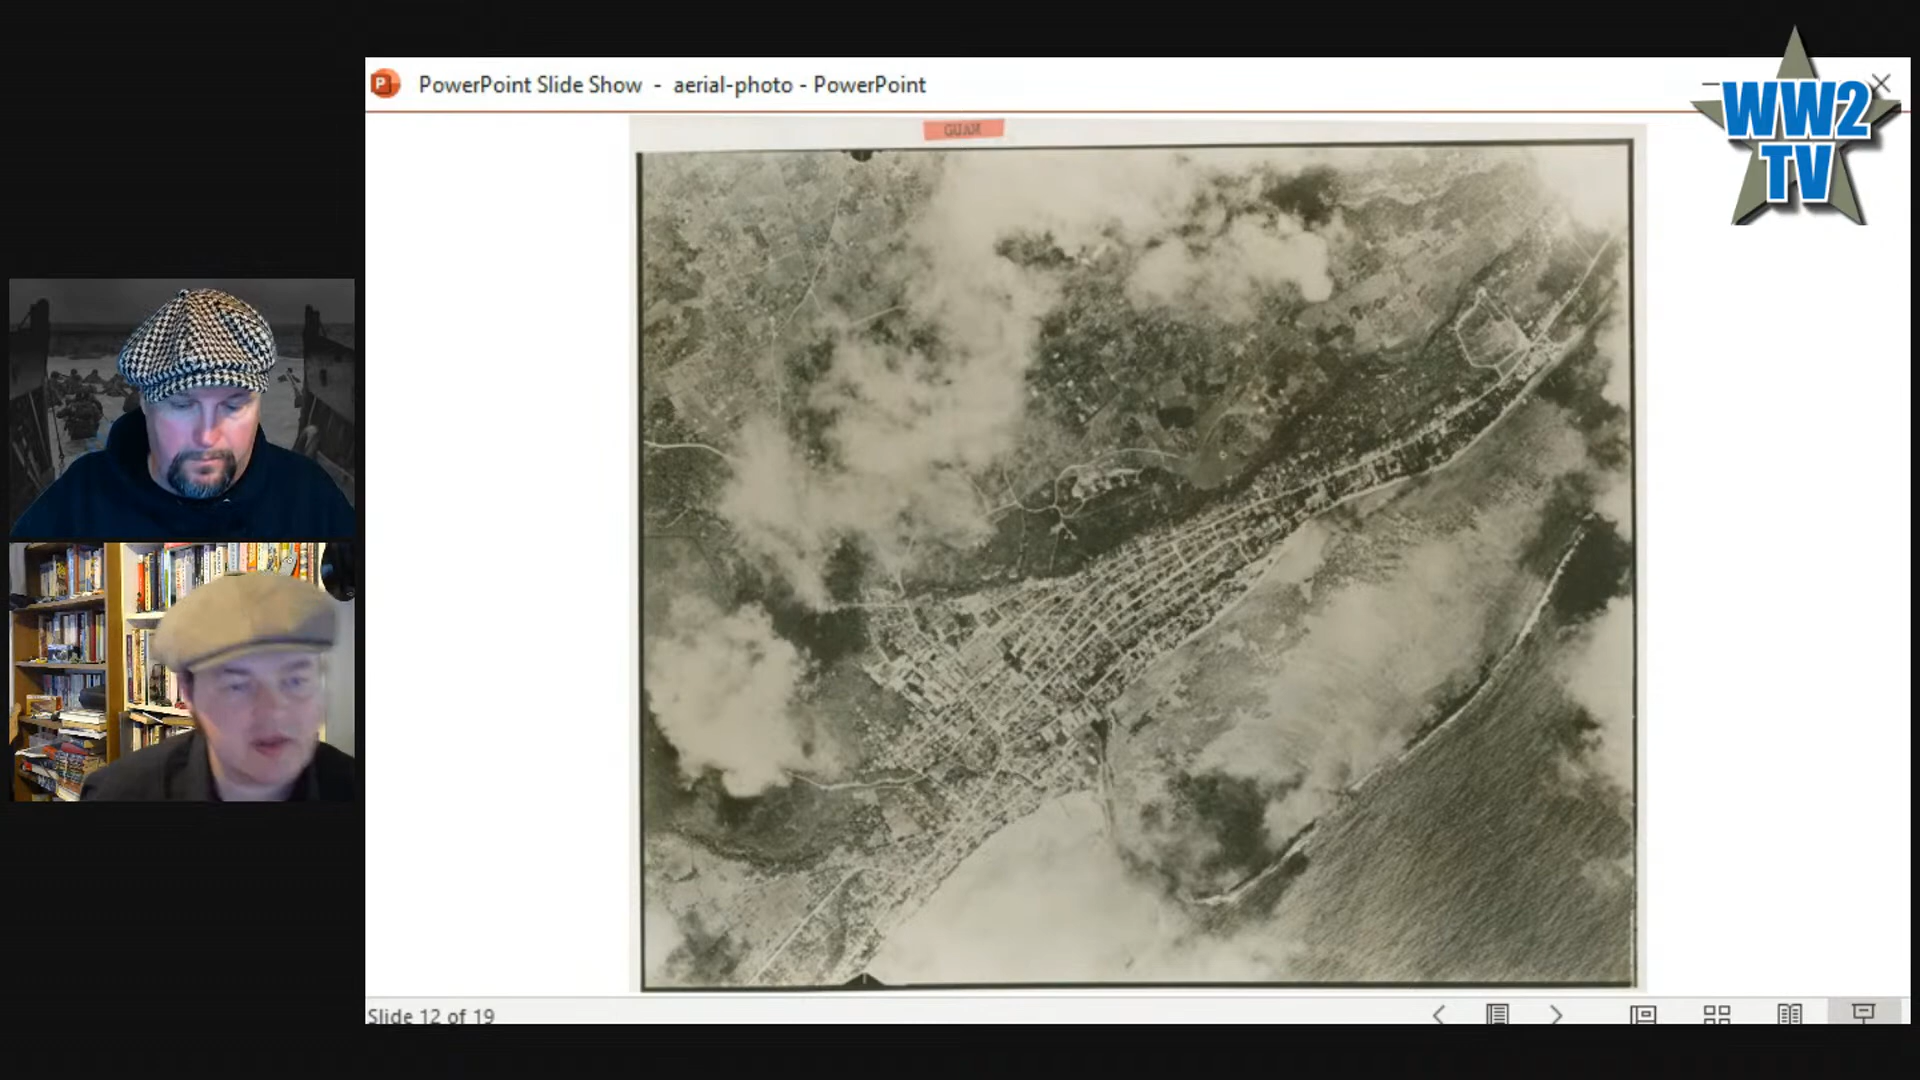 PowerPoint Slide Show - aerial-photo - PowerPoint
WW2
TV
GUAM
Slide 12 of 19